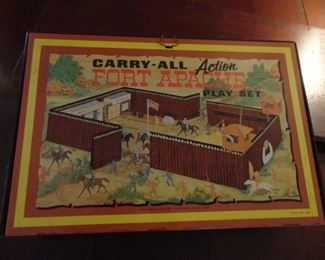 CARRY-ALL Action
FORT APACHE
PLAY SET